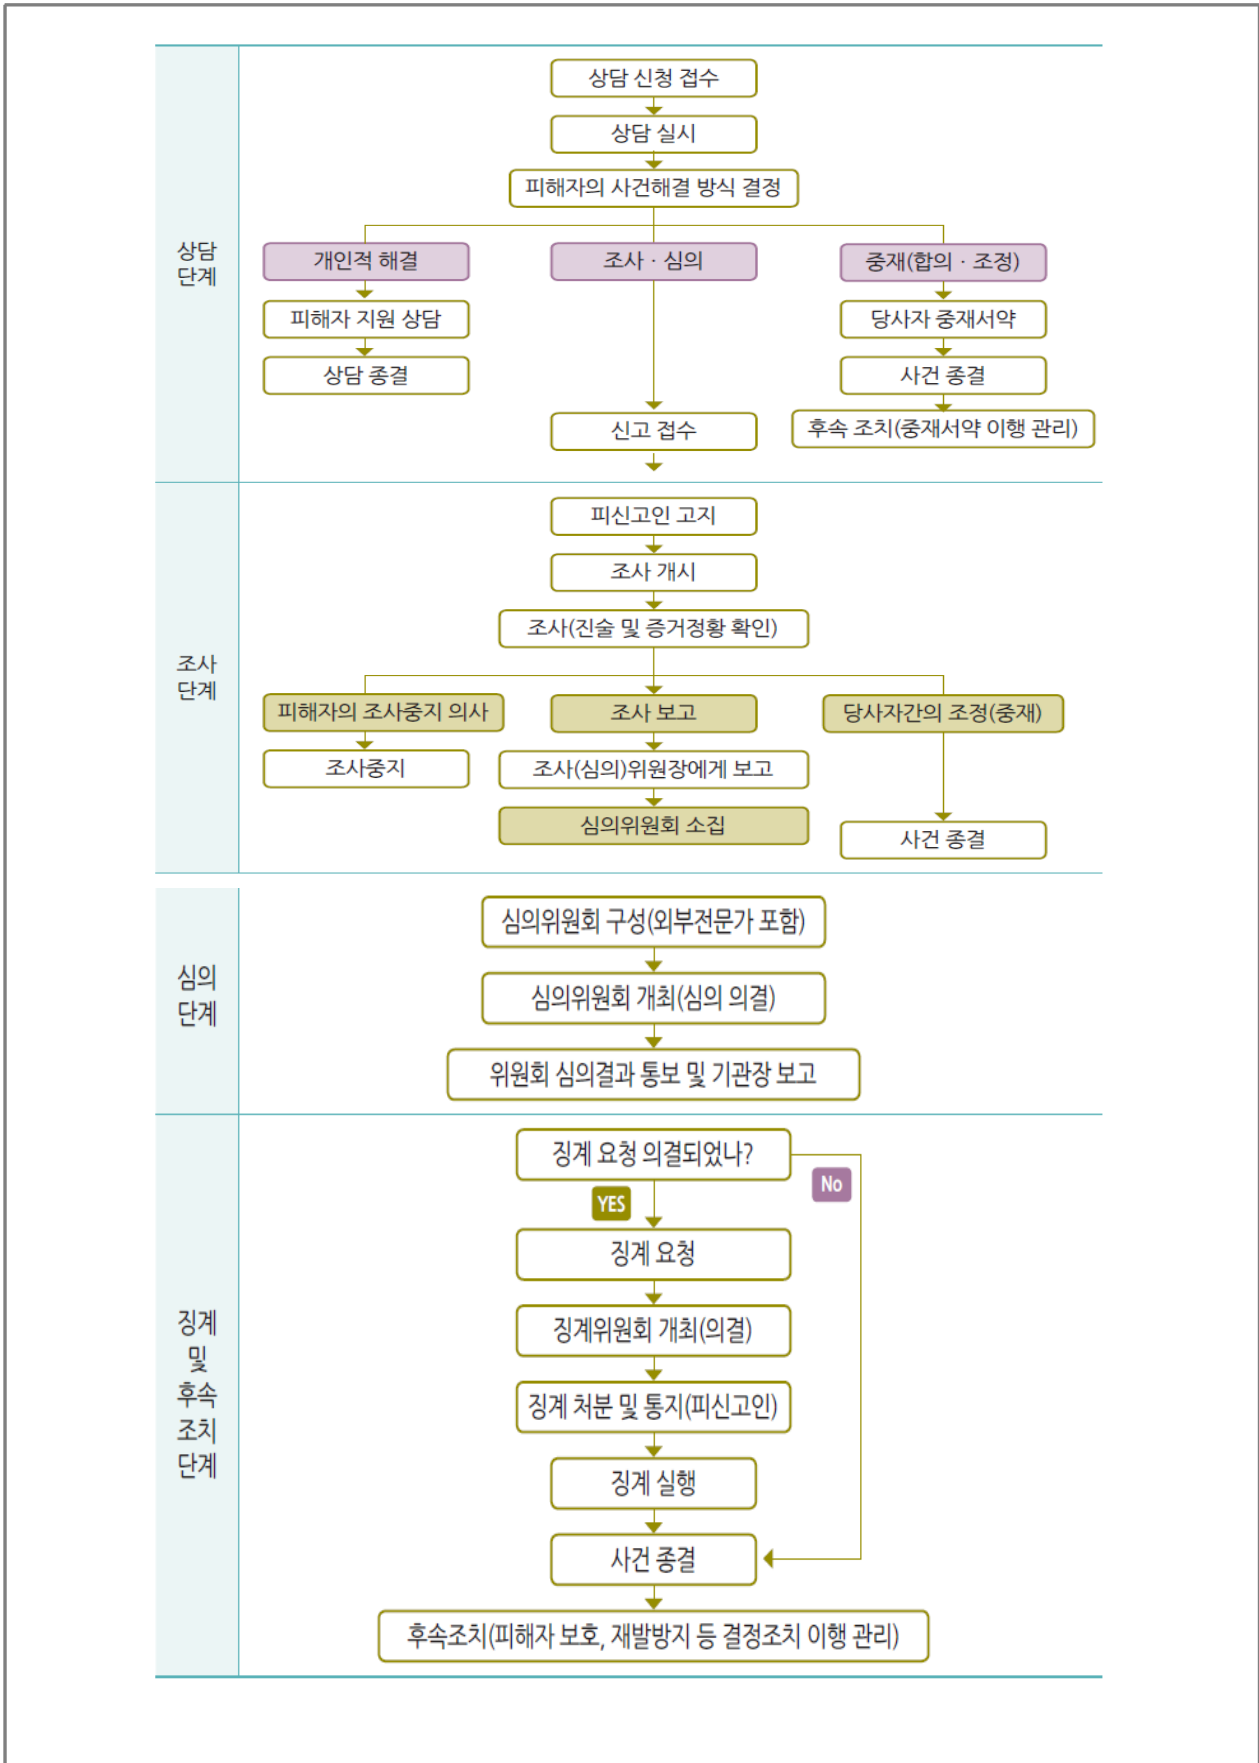 상담
단계
상담 신청 접수
상담 실시
피해자의 사건해결 방식 결정
개인적 해결
조사 · 심의
중재(합의 · 조정)
피해자 지원 상담
당사자 중재서약
상담 종결
사건 종결
신고 접수
후속 조치(중재서약 이행 관리)
조사
단계
피신고인 고지
조사 개시
조사(진술 및 증거정황 확인)
피해자의 조사중지 의사
조사 보고
당사자간의 조정(중재)
조사중지
조사(심의)위원장에게 보고
심의위원회 소집
사건 종결
심의
단계
심의위원회 구성(외부전문가 포함)
심의위원회 개최(심의 의결)
위원회 심의결과 통보 및 기관장 보고
징계
및
후속
조치
단계
징계 요청 의결되었나?
No
YES
징계 요청
징계위원회 개최(의결)
징계 처분 및 통지(피신고인)
징계 실행
사건 종결
후속조치(피해자 보호, 재발방지 등 결정조치 이행 관리)